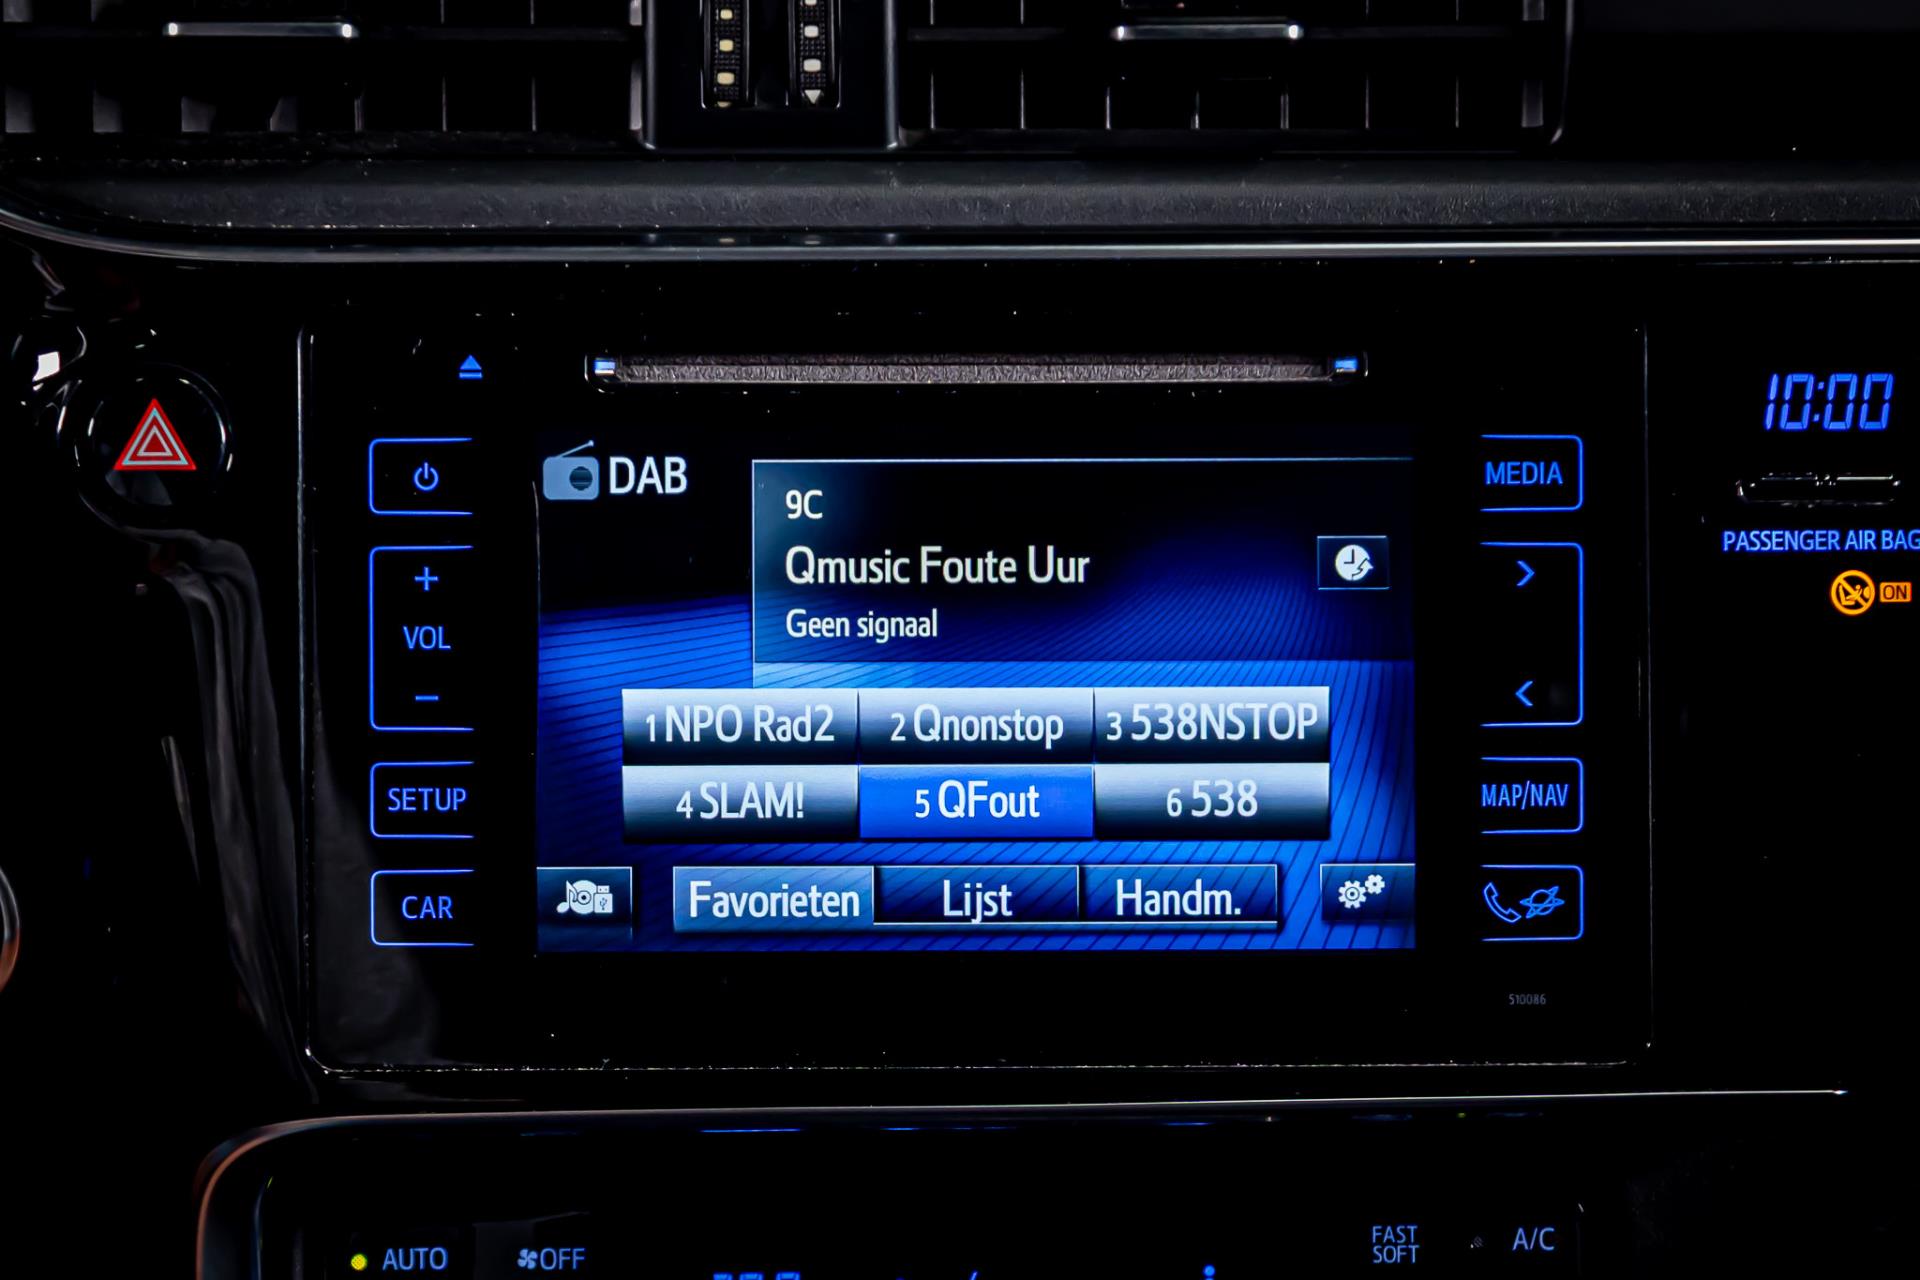 10:00
DAB
9C
MEDIA
PASSENGER AIR BAG
Qmusic Foute Uur
ON
Geen signaal
+
VOL
-
1 NPO Rad2 2 Qnonstop 3 538NSTOP
SETUP
4 SLAM! 5 QFout 6 538
MAP/NAV
CAR
Favorieten Lijst Handm.
510086
AUTO
OFF
FAST
SOFT
A/C